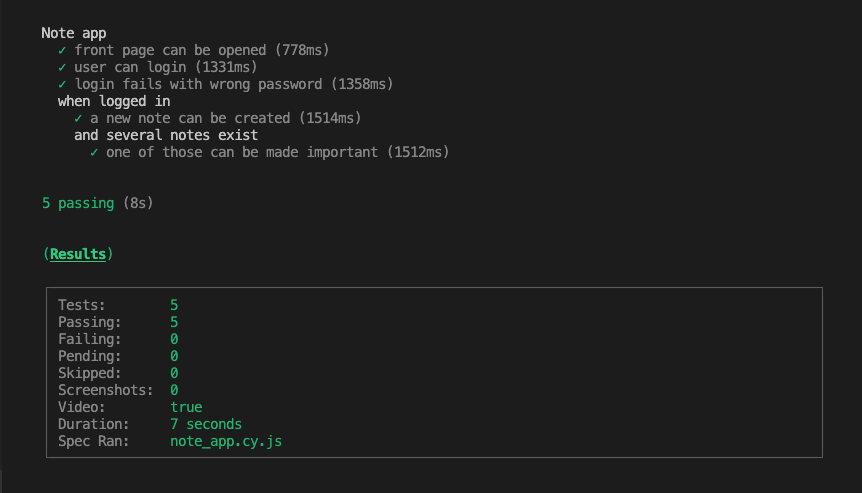 Note app
✓ front page can be opened (778ms)
✓ user can login (1331ms)
✓ login fails with wrong password (1358ms)
when logged in
✓ a new note can be created (1514ms)
and several notes exist
✓ one of those can be made important (1512ms)
5 passing (8s)
(Results)
Tests: 5
Passing: 5
Failing: 0
Pending: 0
Skipped: 0
Screenshots: 0
Video: true
Duration: 7 seconds
Spec Ran: note_app.cy.js